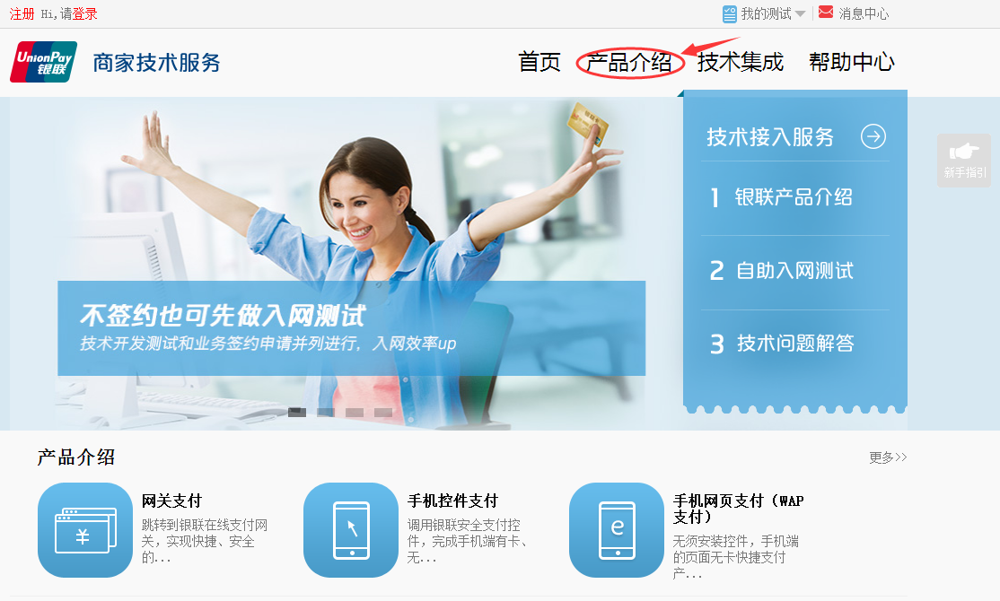 注册 Hi,请登录 我的测试 消息中心
UnionPay
银联
商家技术服务
首页 产品介绍 技术集成 帮助中心
技术接入服务
新手指引
1 银联产品介绍
2 自助入网测试
不签约也可先做入网测试
技术开发测试和业务签约申请并列进行，入网效率up
3 技术问题解答
产品介绍 更多>>
网关支付
跳转到银联在线支付网
关，实现快捷、安全
的...
手机控件支付
调用银联安全支付控
件，完成手机端有卡、
无...
手机网页支付（WAP
支付）
无须安装控件，手机端
的页面无卡快捷支付
产...